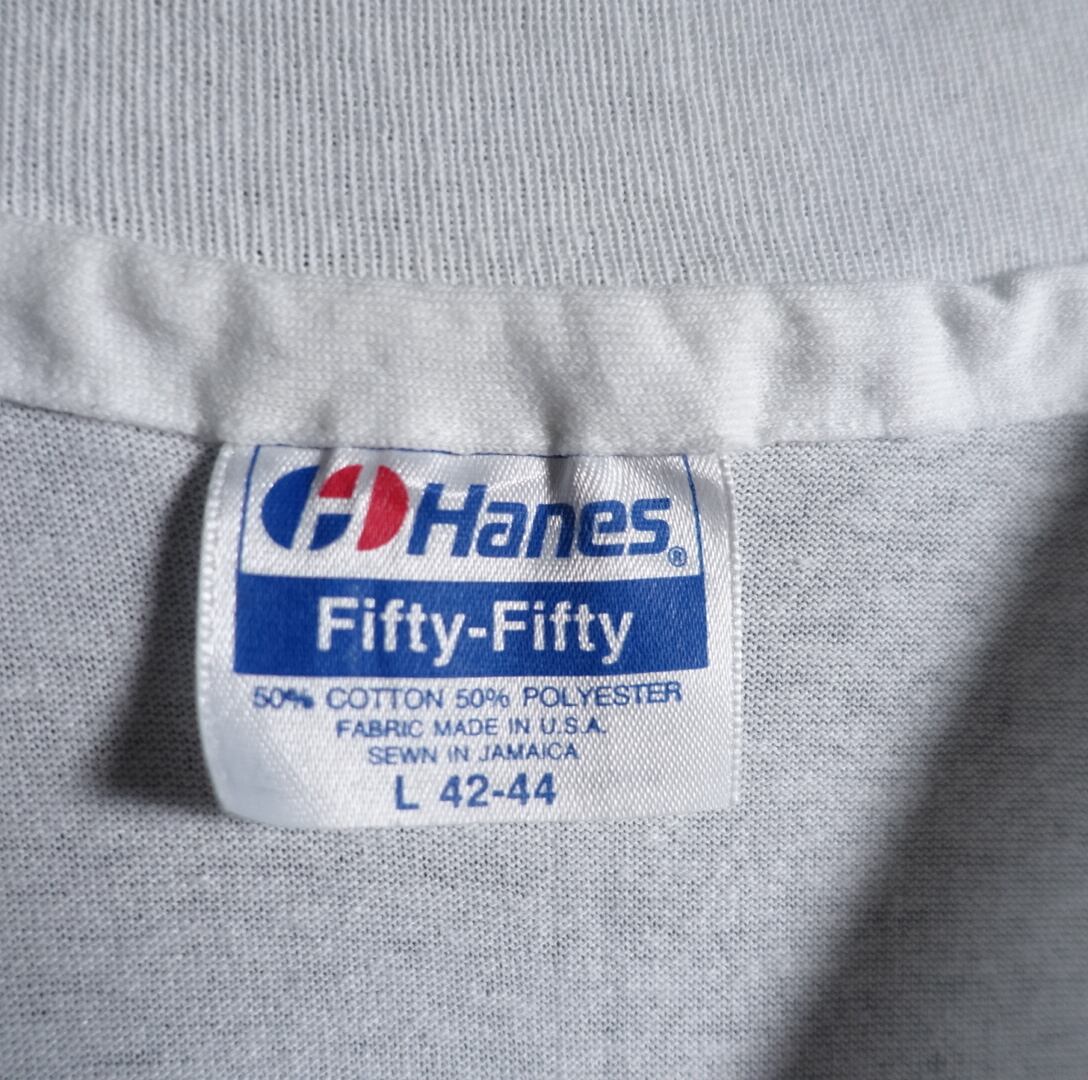 Hanes®
Fifty-Fifty
50% COTTON 50% POLYESTER
FABRIC MADE IN U.S.A.
SEWN IN JAMAICA
L 42-44